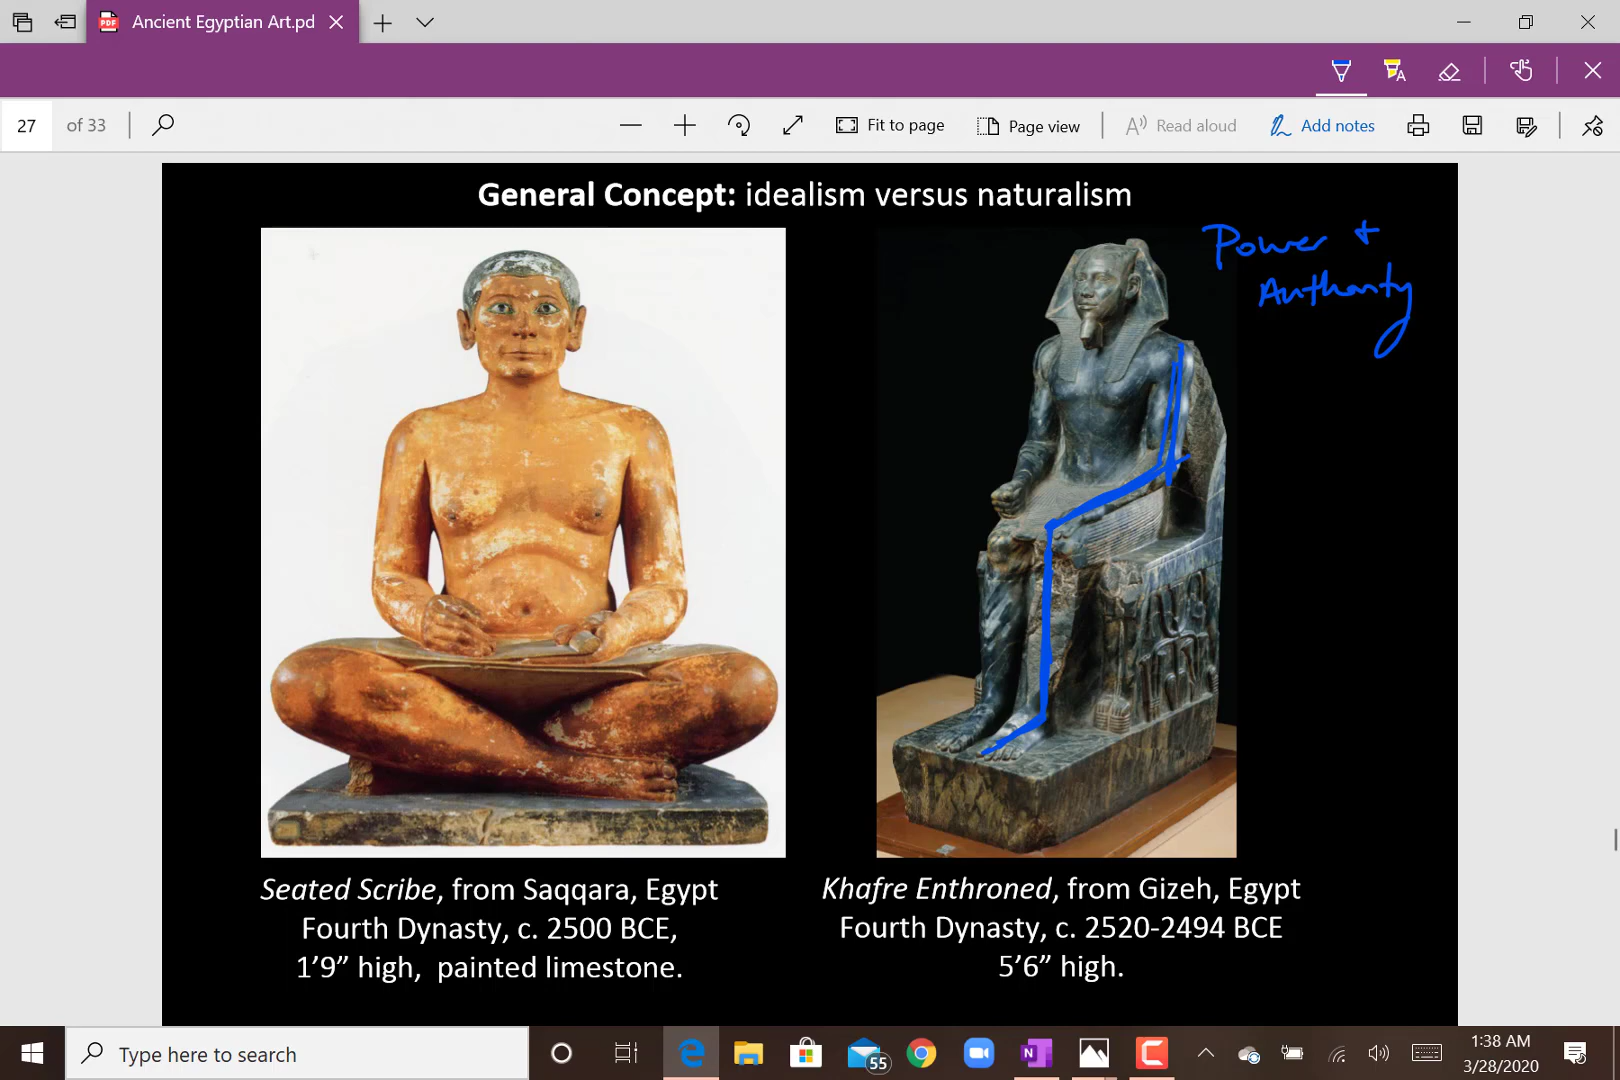 Ancient Egyptian Art.pd
27 of 33
Fit to page
Page view
Read aloud
Add notes
General Concept: idealism versus naturalism
Power +
Authority
Seated Scribe, from Saqqara, Egypt
Fourth Dynasty, c. 2500 BCE,
1’9” high, painted limestone.
Khafre Enthroned, from Gizeh, Egypt
Fourth Dynasty, c. 2520-2494 BCE
5’6” high.
Type here to search
55
1:38 AM
3/28/2020